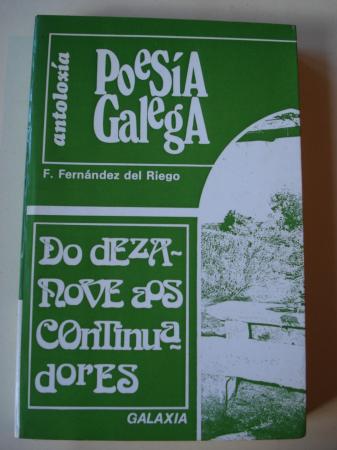 antoloxía
PoeSÍA
GalegA
F. Fernández del Riego
Do dezA-
nove aos
continua-
dores
GALAXIA